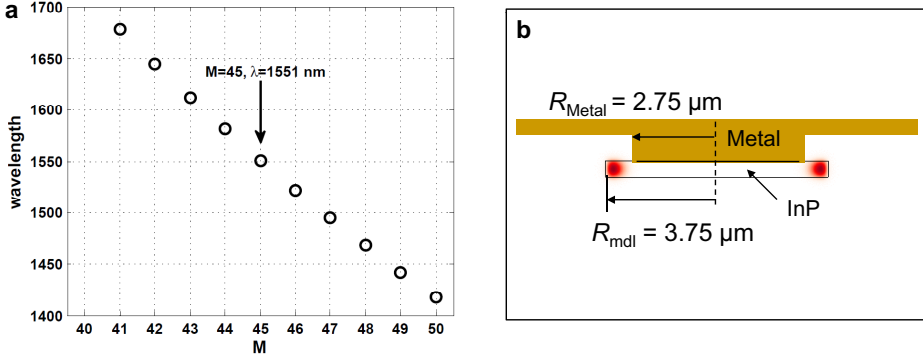 a
1700
1650
1600
1550
1500
1450
1400
wavelength
M=45, λ=1551 nm
40 41 42 43 44 45 46 47 48 49 50
M
b
R_Metal = 2.75 µm
Metal
InP
R_mdl = 3.75 µm